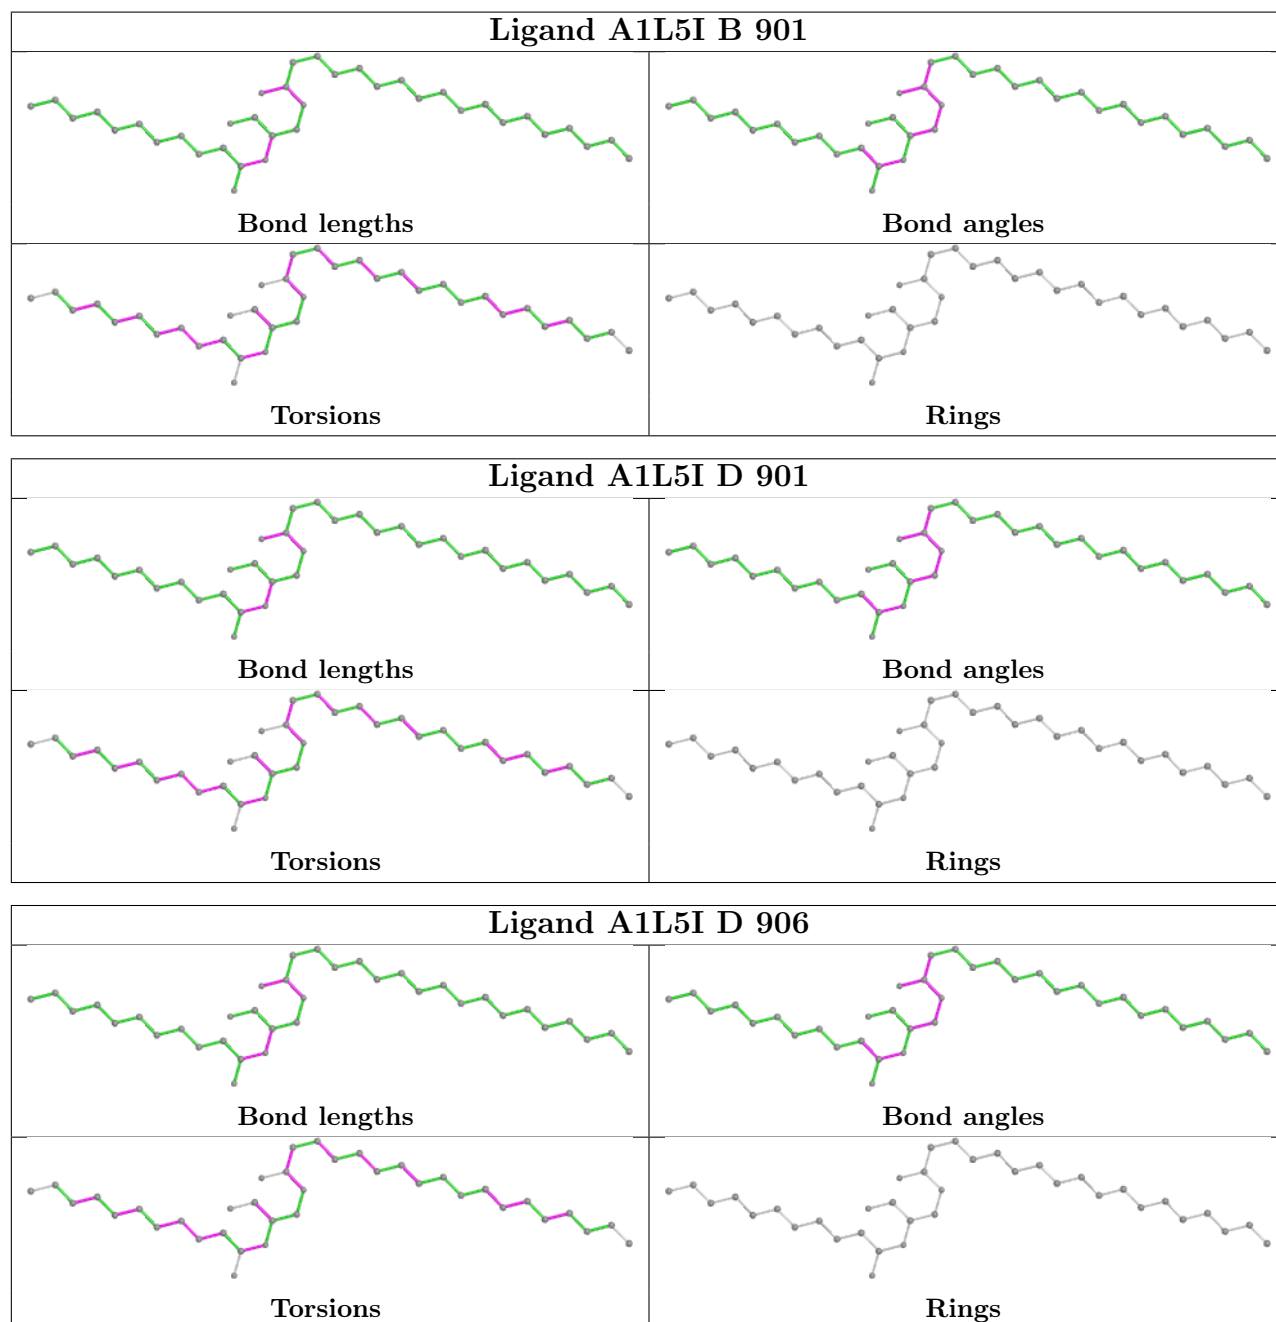 Ligand A1L5I B 901
Bond lengths
Bond angles
Torsions
Rings
Ligand A1L5I D 901
Bond lengths
Bond angles
Torsions
Rings
Ligand A1L5I D 906
Bond lengths
Bond angles
Torsions
Rings